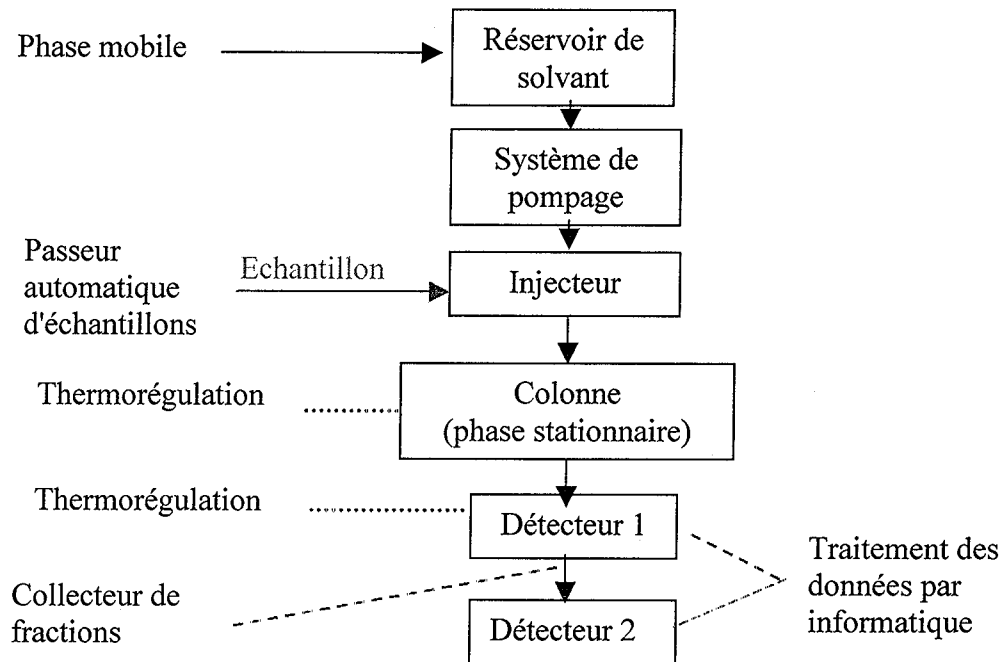 Phase mobile
Réservoir de
solvant
Système de
pompage
Passeur
automatique
d'échantillons
Echantillon
Injecteur
Thermorégulation
Colonne
(phase stationnaire)
Thermorégulation
Détecteur 1
Traitement des
données par
informatique
Collecteur de
fractions
Détecteur 2